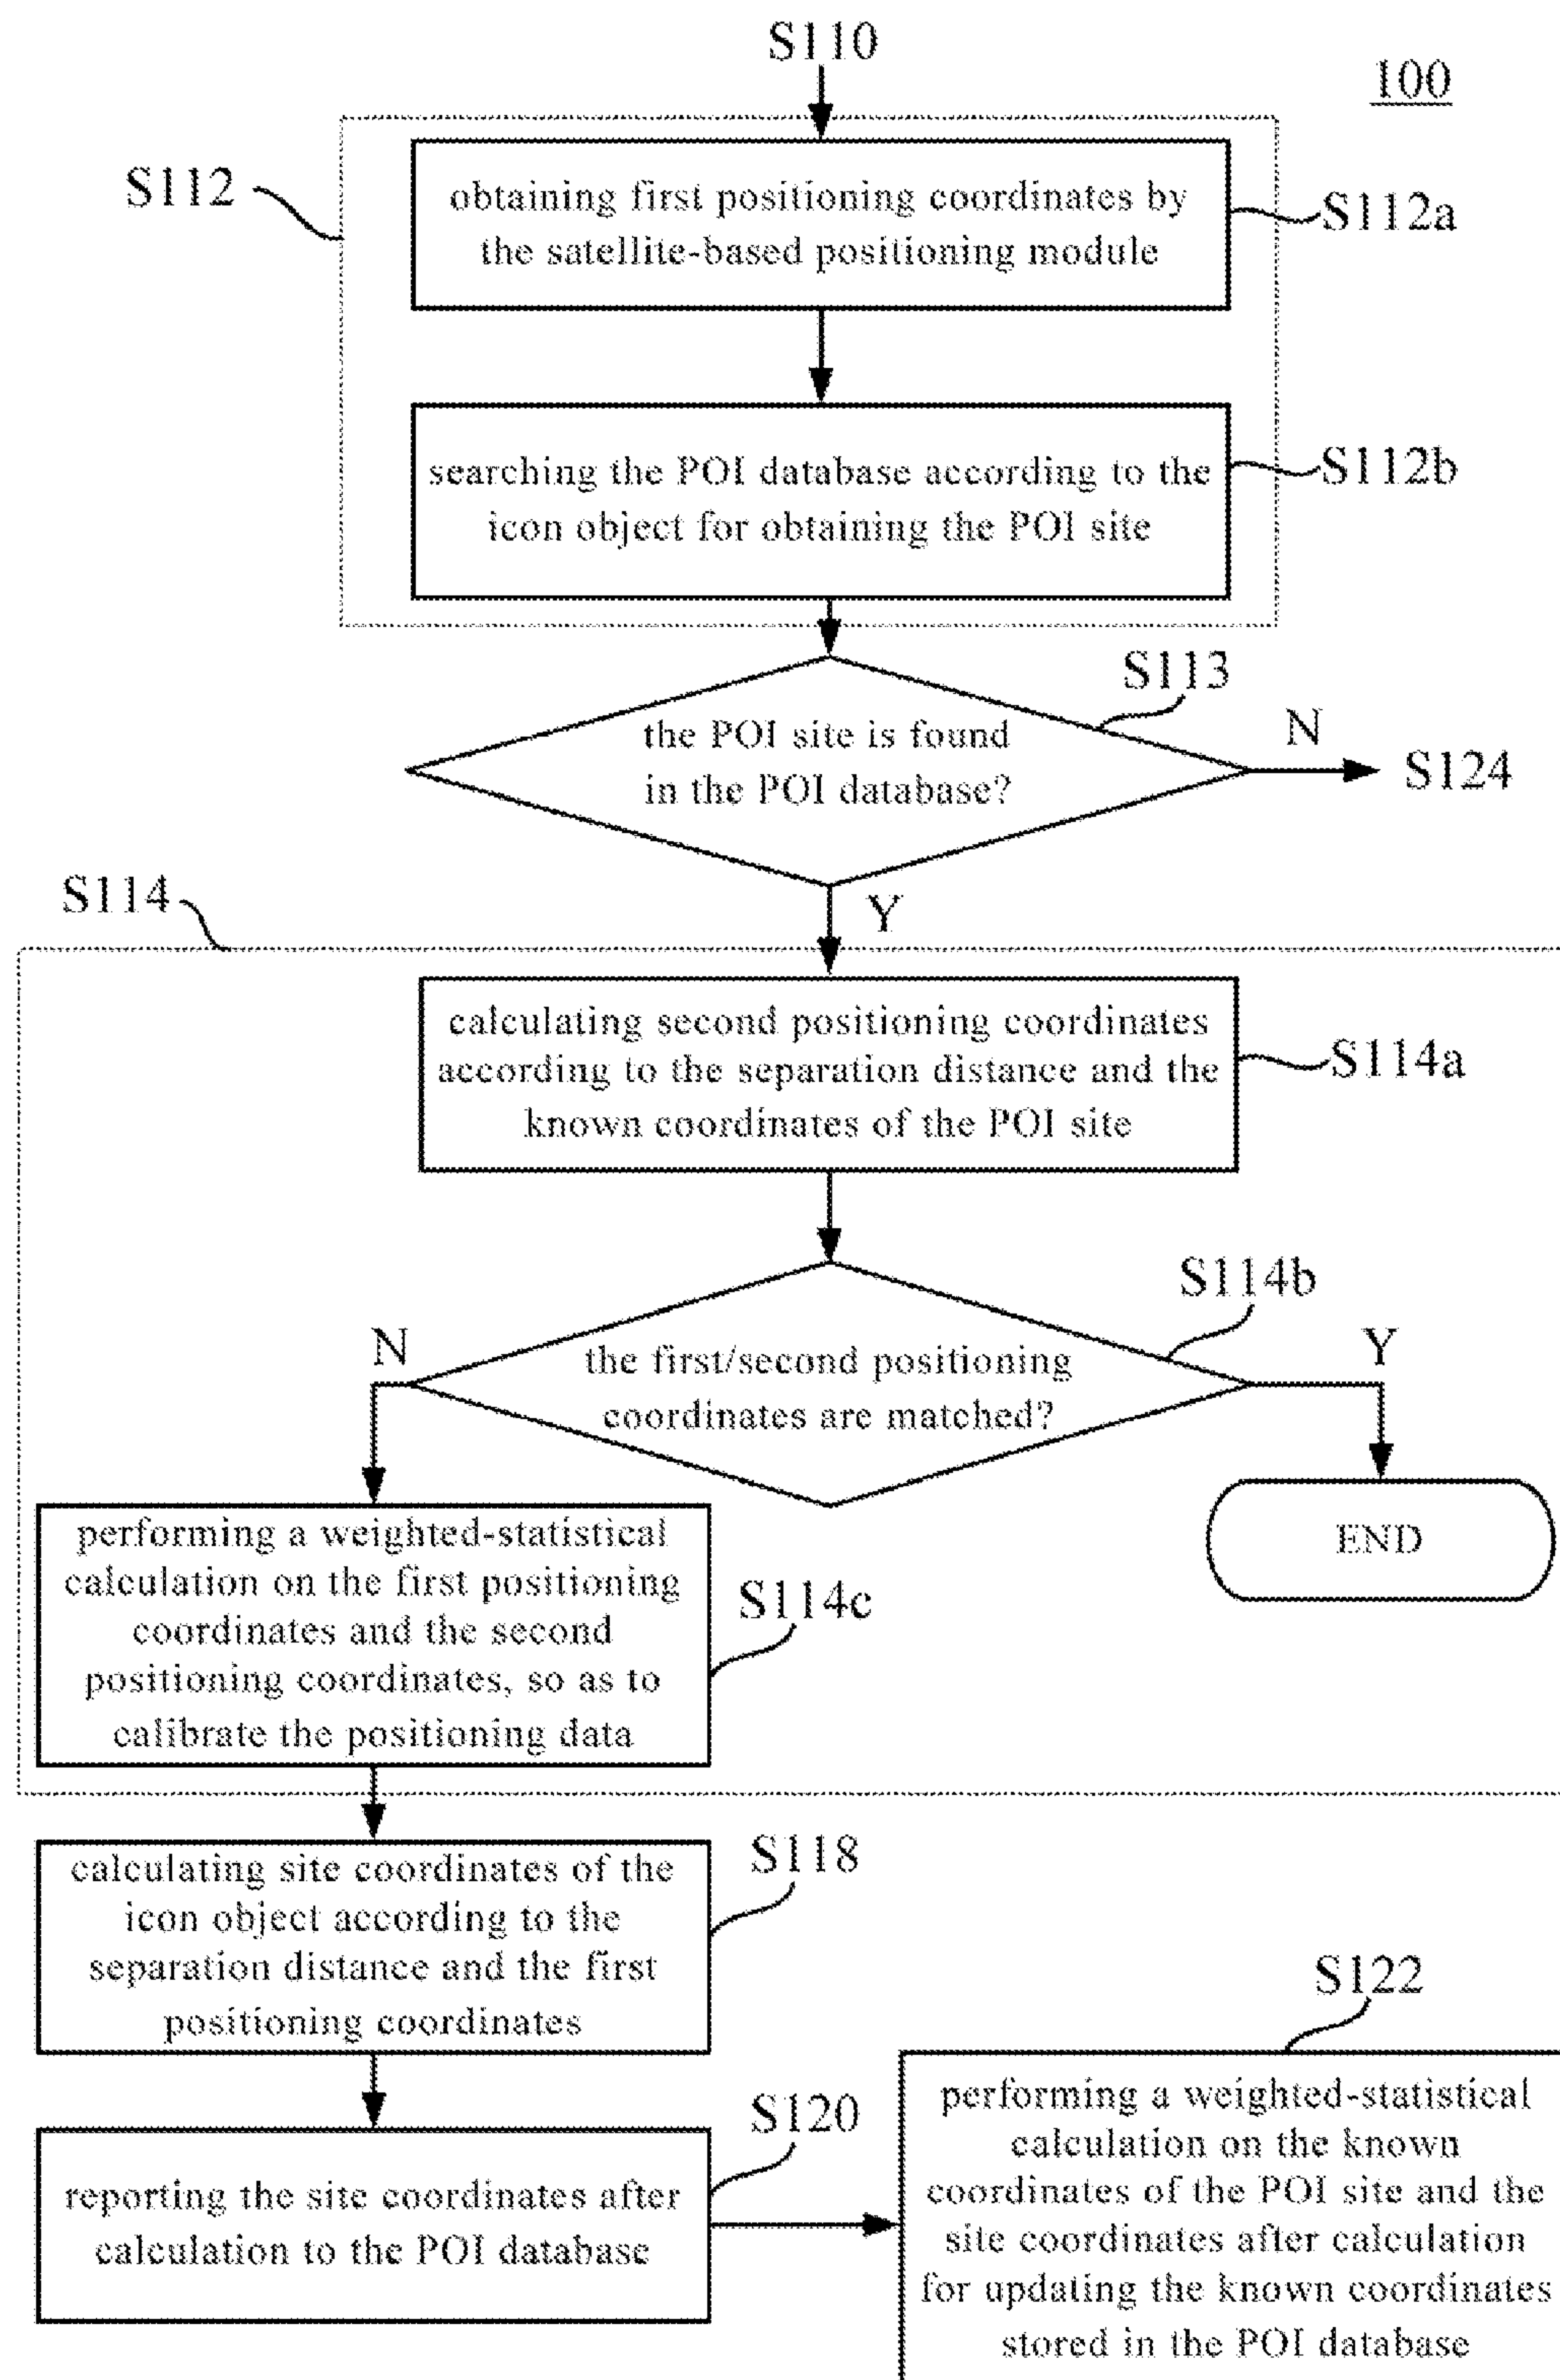 S110
100
S112
obtaining first positioning coordinates by
the satellite-based positioning module
S112a
searching the POI database according to the
icon object for obtaining the POI site
S112b
S113
the POI site is found
in the POI database?
N
S124
S114
Y
calculating second positioning coordinates
according to the separation distance and the
known coordinates of the POI site
S114a
S114b
N
the first/second positioning
coordinates are matched?
Y
END
performing a weighted-statistical
calculation on the first positioning
coordinates and the second
positioning coordinates, so as to
calibrate the positioning data
S114c
calculating site coordinates of the
icon object according to the
separation distance and the first
positioning coordinates
S118
reporting the site coordinates after
calculation to the POI database
S120
S122
performing a weighted-statistical
calculation on the known
coordinates of the POI site and the
site coordinates after calculation
for updating the known coordinates
stored in the POI database